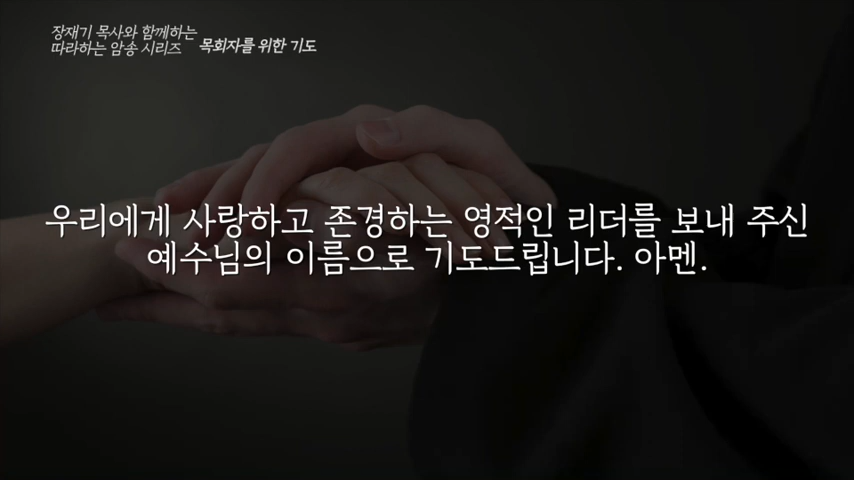 장재기 목사와 함께하는
따라하는 암송 시리즈 목회자를 위한 기도
우리에게 사랑하고 존경하는 영적인 리더를 보내 주신
예수님의 이름으로 기도드립니다. 아멘.